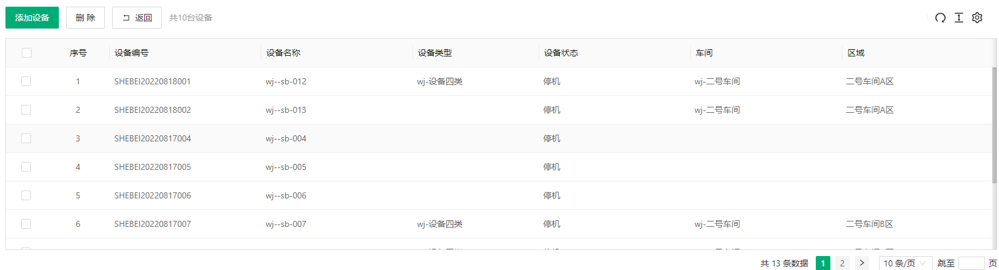 添加设备 删 除 返回 共10台设备
序号 设备编号 设备名称 设备类型 设备状态 车间 区域
1 SHEBEI20220818001 wj--sb-012 wj-设备四类 停机 wj-二号车间 二号车间A区
2 SHEBEI20220818002 wj--sb-013 停机 wj-二号车间 二号车间A区
3 SHEBEI20220817004 wj--sb-004 停机
4 SHEBEI20220817005 wj--sb-005 停机
5 SHEBEI20220817006 wj--sb-006 停机
6 SHEBEI20220817007 wj--sb-007 wj-设备四类 停机 wj-二号车间 二号车间B区
共 13 条数据 1 2 > 10 条/页 跳至 页